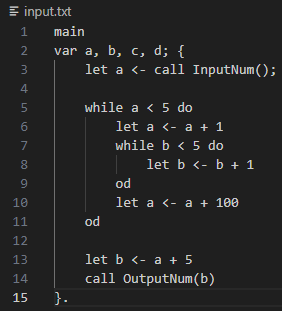 input.txt
1 main
2 var a, b, c, d; {
3     let a <- call InputNum();
4
5     while a < 5 do
6         let a <- a + 1
7         while b < 5 do
8             let b <- b + 1
9         od
10         let a <- a + 100
11     od
12
13     let b <- a + 5
14     call OutputNum(b)
15 }.